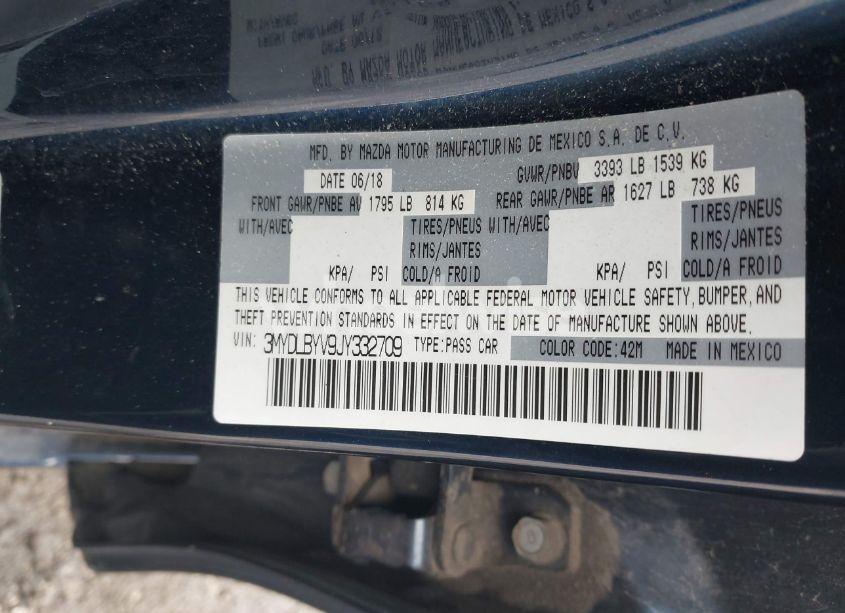 MFD. BY MAZDA MOTOR MANUFACTURING DE MEXICO S.A. DE C.V.
DATE 06/18 GVWR/PNBV 3393 LB 1539 KG
FRONT GAWR/PNBE AV 1795 LB 814 KG REAR GAWR/PNBE AR 1627 LB 738 KG
WITH/AVEC TIRES/PNEUS WITH/AVEC TIRES/PNEUS
RIMS/JANTES RIMS/JANTES
KPA/ PSI COLD/A FROID KPA/ PSI COLD/A FROID
THIS VEHICLE CONFORMS TO ALL APPLICABLE FEDERAL MOTOR VEHICLE SAFETY, BUMPER, AND
THEFT PREVENTION STANDARDS IN EFFECT ON THE DATE OF MANUFACTURE SHOWN ABOVE.
VIN: 3MYDLBYV9JY332709 TYPE:PASS CAR COLOR CODE:42M MADE IN MEXICO